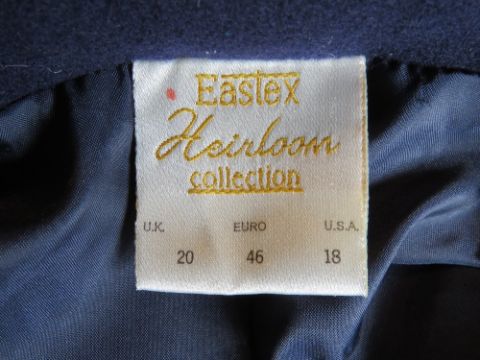 Eastex
Heirloom
collection
U.K. EURO U.S.A.
20 46 18